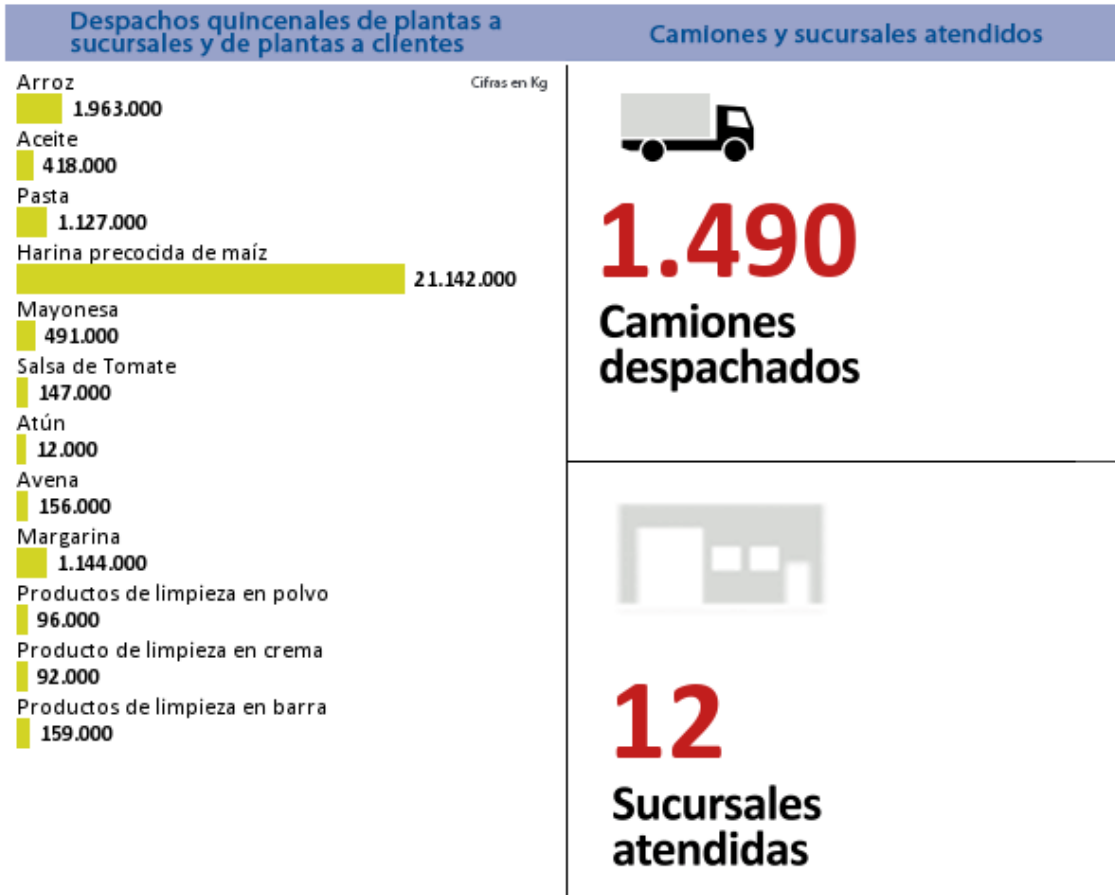 Despachos quincenales de plantas a
sucursales y de plantas a clientes
Cifras en Kg
Arroz
1.963.000
Aceite
418.000
Pasta
1.127.000
Harina precocida de maíz
21.142.000
Mayonesa
491.000
Salsa de Tomate
147.000
Atún
12.000
Avena
156.000
Margarina
1.144.000
Productos de limpieza en polvo
96.000
Producto de limpieza en crema
92.000
Productos de limpieza en barra
159.000
Camiones y sucursales atendidos
1.490
Camiones
despachados
12
Sucursales
atendidas